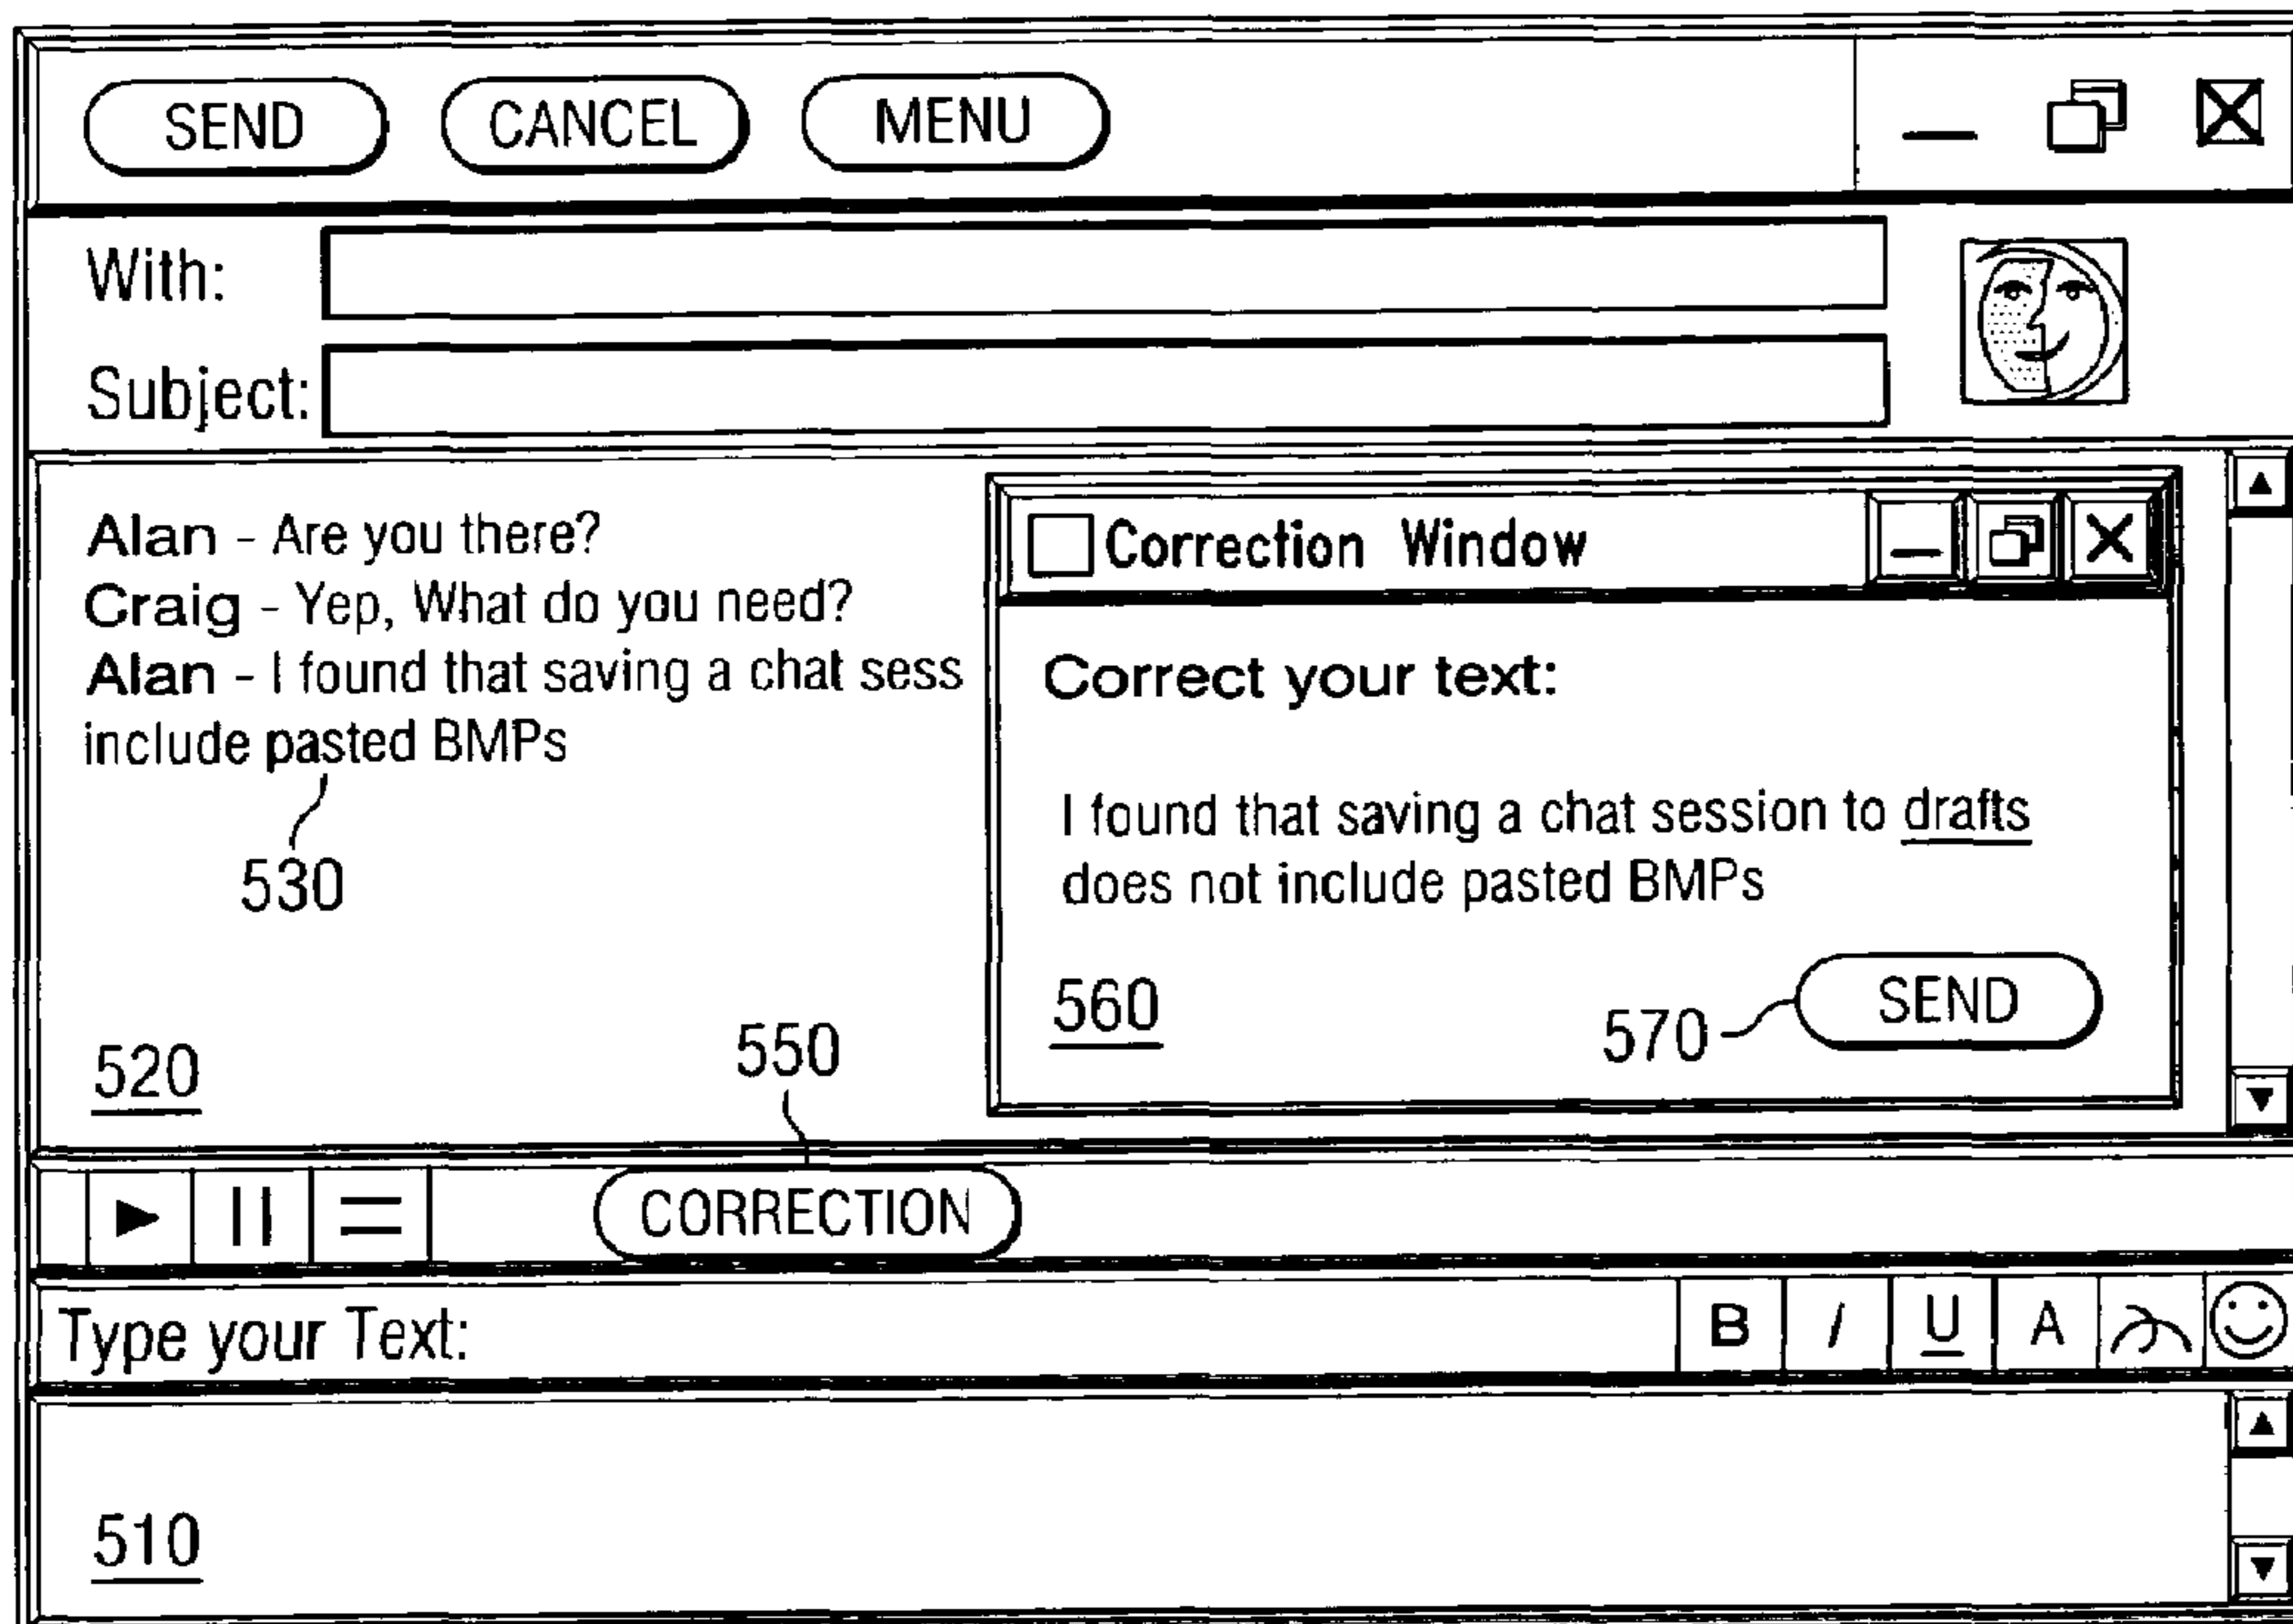 SEND CANCEL MENU
With:
Subject:
Alan - Are you there?
Craig - Yep, What do you need?
Alan - I found that saving a chat sess
include pasted BMPs
530
520
550
Correction Window
Correct your text:
I found that saving a chat session to drafts
does not include pasted BMPs
560
570 SEND
CORRECTION
Type your Text:
B I U A
510